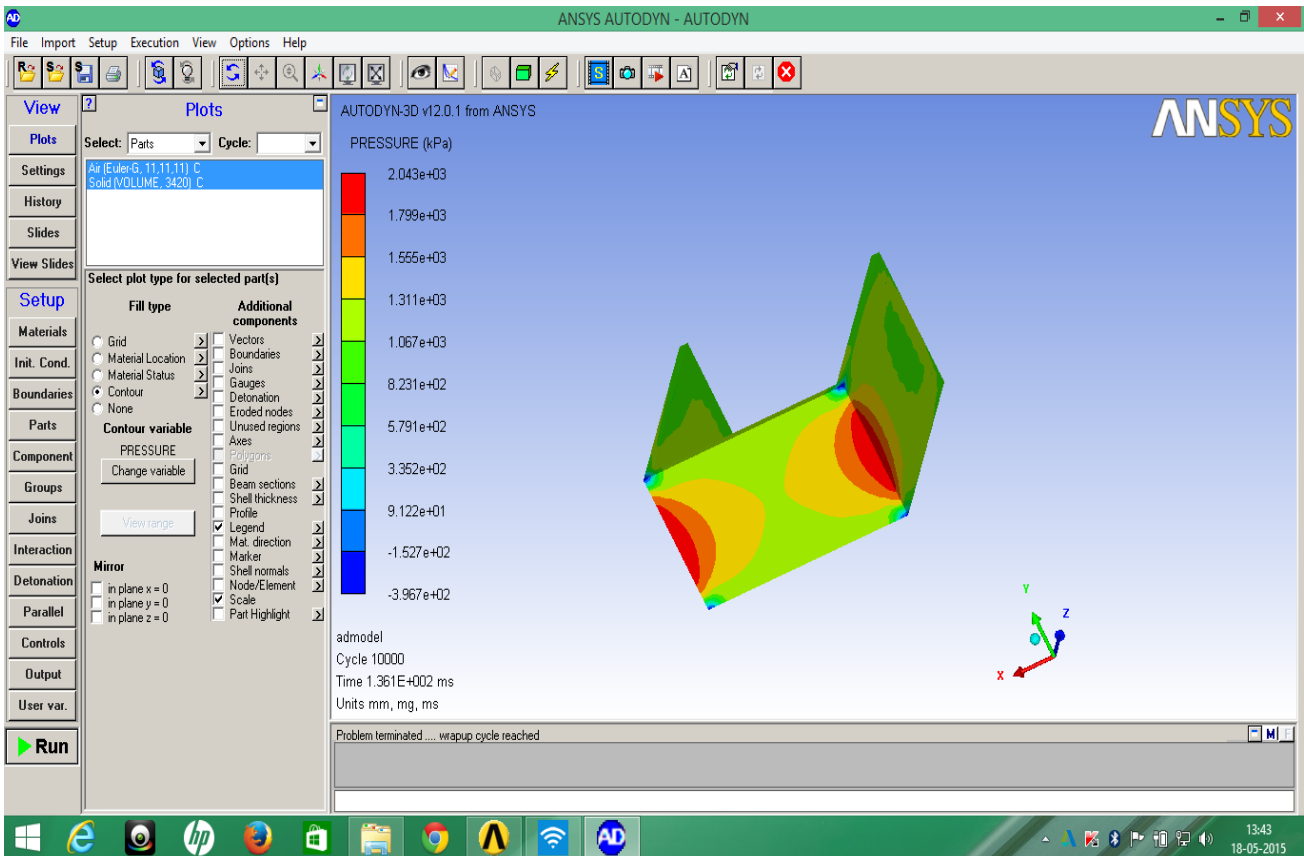 AD
ANSYS AUTODYN - AUTODYN
File Import Setup Execution View Options Help
View
Plots
Settings
History
Slides
View Slides
Setup
Materials
Init. Cond.
Boundaries
Parts
Component
Groups
Joins
Interaction
Detonation
Parallel
Controls
Output
User var.
Run
? Plots
Select: Parts Cycle:
Air (Euler-G, 11,11,11) C
Solid (VOLUME, 3420) C
Select plot type for selected part(s)
Fill type
Grid
Material Location
Material Status
Contour
None
Contour variable
PRESSURE
Change variable
View range
Mirror
in plane x = 0
in plane y = 0
in plane z = 0
Additional
components
Vectors
Boundaries
Joins
Gauges
Detonation
Eroded nodes
Unused regions
Axes
Polygons
Grid
Beam sections
Shell thickness
Profile
Legend
Mat. direction
Marker
Shell normals
Node/Element
Scale
Part Highlight
AUTODYN-3D v12.0.1 from ANSYS
ANSYS
PRESSURE (kPa)
2.043e+03
1.799e+03
1.555e+03
1.311e+03
1.067e+03
8.231e+02
5.791e+02
3.352e+02
9.122e+01
-1.527e+02
-3.967e+02
Y
Z
X
admodel
Cycle 10000
Time 1.361E+002 ms
Units mm, mg, ms
Problem terminated .... wrapup cycle reached
M
hp
AD
13:43
18-05-2015